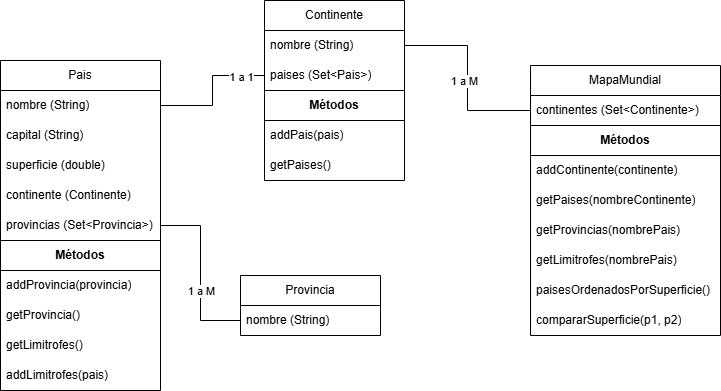 Continente
nombre (String)
paises (Set<Pais>)
Métodos
addPais(pais)
getPaises()
1 a 1
1 a M
Pais
nombre (String)
capital (String)
superficie (double)
continente (Continente)
provincias (Set<Provincia>)
Métodos
addProvincia(provincia)
getProvincia()
getLimitrofes()
addLimitrofes(pais)
1 a M
Provincia
nombre (String)
MapaMundial
continentes (Set<Continente>)
Métodos
addContinente(continente)
getPaises(nombreContinente)
getProvincias(nombrePais)
getLimitrofes(nombrePais)
paisesOrdenadosPorSuperficie()
compararSuperficie(p1, p2)